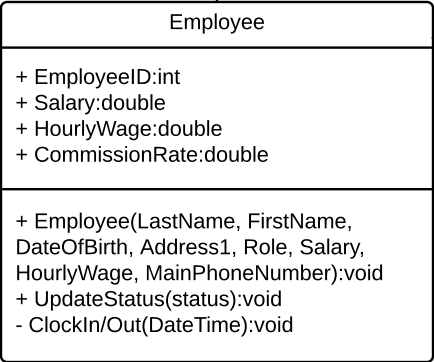 Employee
+ EmployeeID:int
+ Salary:double
+ HourlyWage:double
+ CommissionRate:double
+ Employee(LastName, FirstName,
DateOfBirth, Address1, Role, Salary,
HourlyWage, MainPhoneNumber):void
+ UpdateStatus(status):void
- ClockIn/Out(DateTime):void